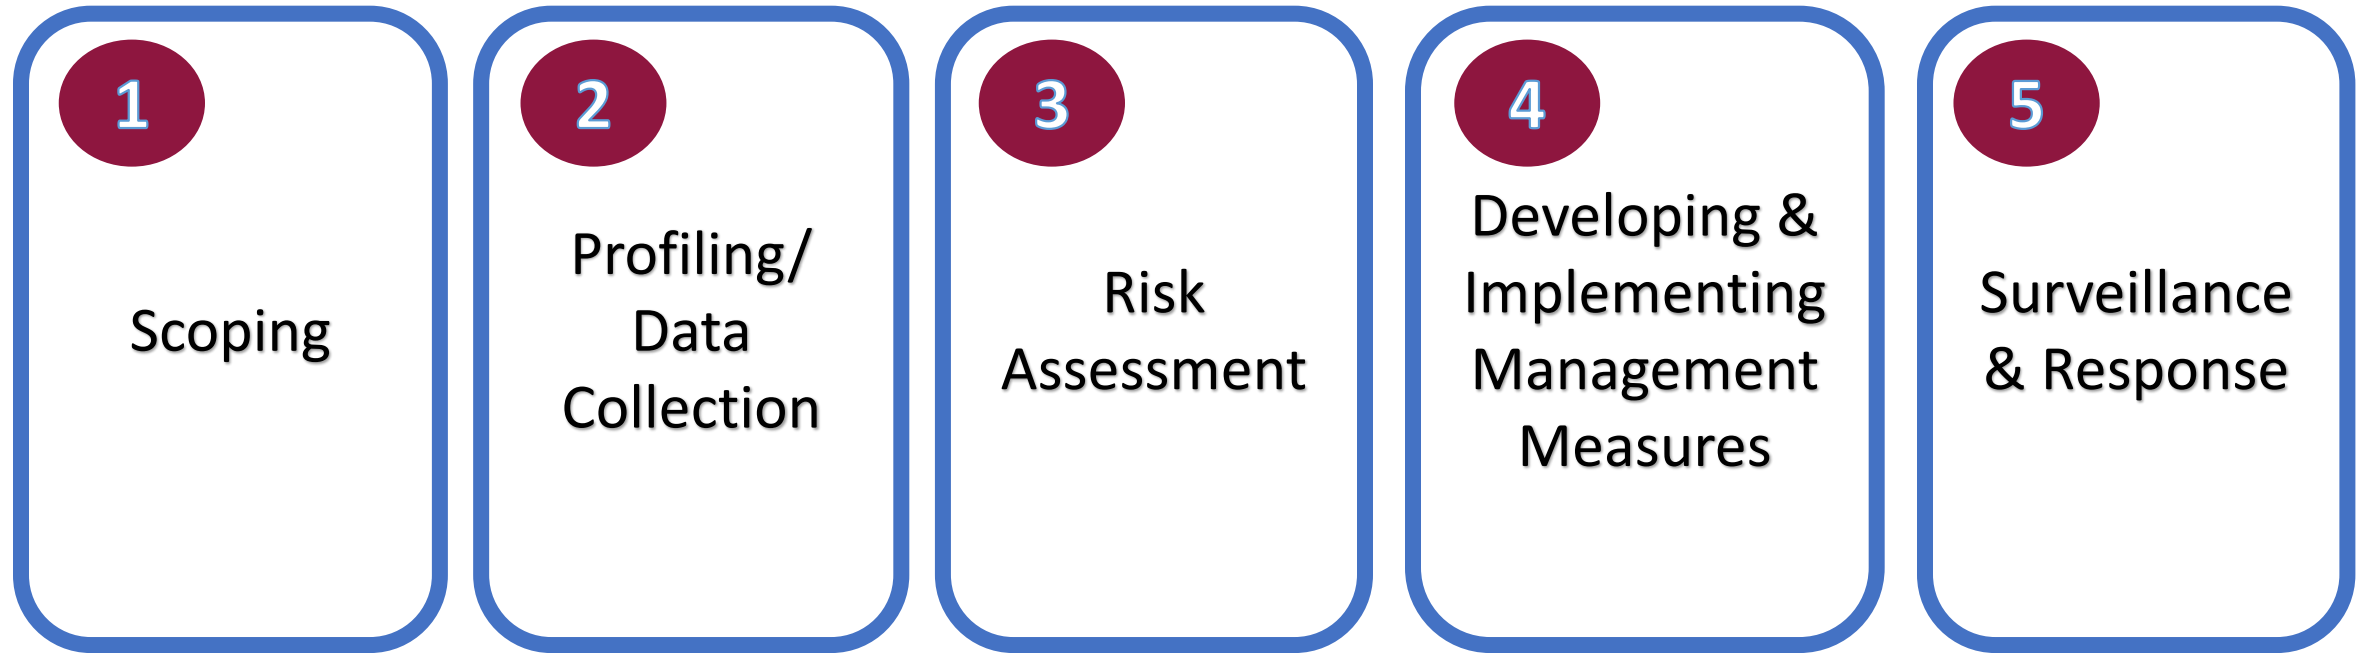 1
Scoping
2
Profiling/
Data
Collection
3
Risk
Assessment
4
Developing &
Implementing
Management
Measures
5
Surveillance
& Response